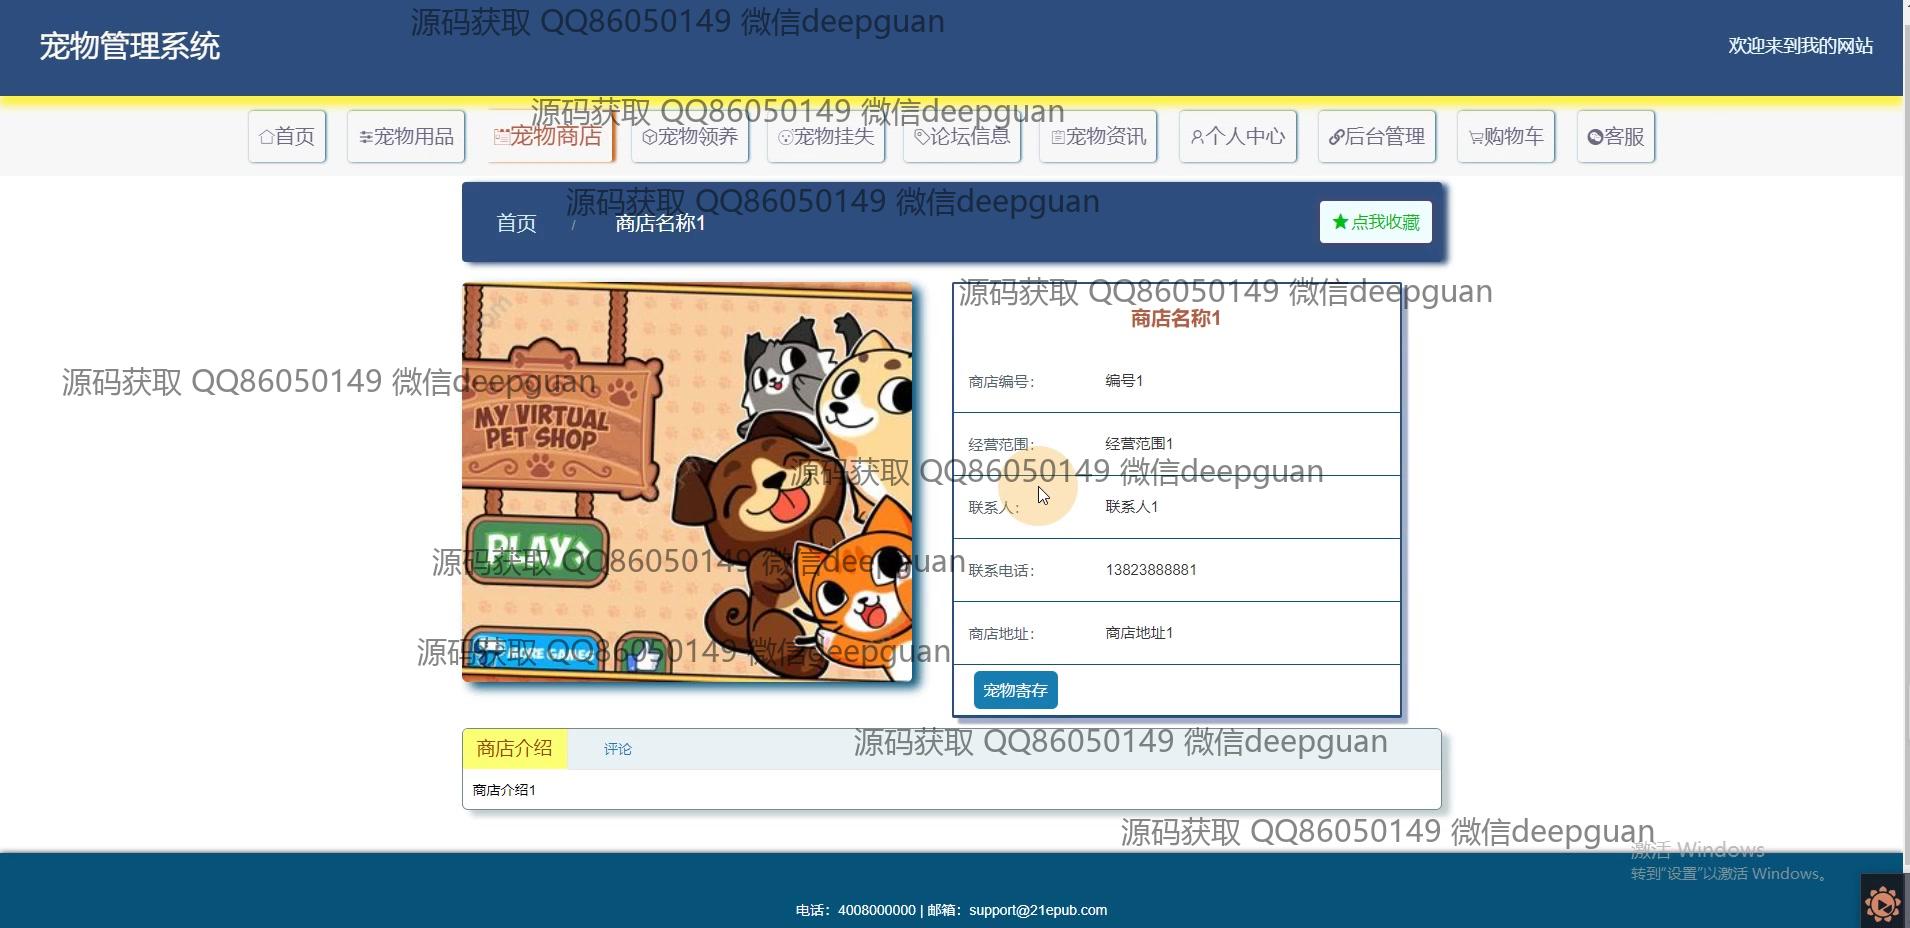 源码获取 QQ86050149 微信deepguan
宠物管理系统
欢迎来到我的网站
源码获取 QQ86050149 微信deepguan
首页 宠物用品 宠物商店 宠物领养 宠物挂失 论坛信息 宠物资讯 个人中心 后台管理 购物车 客服
源码获取 QQ86050149 微信deepguan
首页 / 商店名称1
点我收藏
源码获取 QQ86050149 微信deepguan
商店名称1
源码获取 QQ86050149 微信deepguan
MY VIRTUAL
PET SHOP
PLAY
MORE GAMES
商店编号： 编号1
经营范围： 经营范围1
源码获取 QQ86050149 微信deepguan
联系人： 联系人1
源码获取 QQ86050149 微信deepguan
联系电话： 13823888881
商店地址： 商店地址1
源码获取 QQ86050149 微信deepguan
宠物寄存
商店介绍 评论
源码获取 QQ86050149 微信deepguan
商店介绍1
源码获取 QQ86050149 微信deepguan
激活 Windows
转到"设置"以激活 Windows。
电话：4008000000 | 邮箱：support@21epub.com